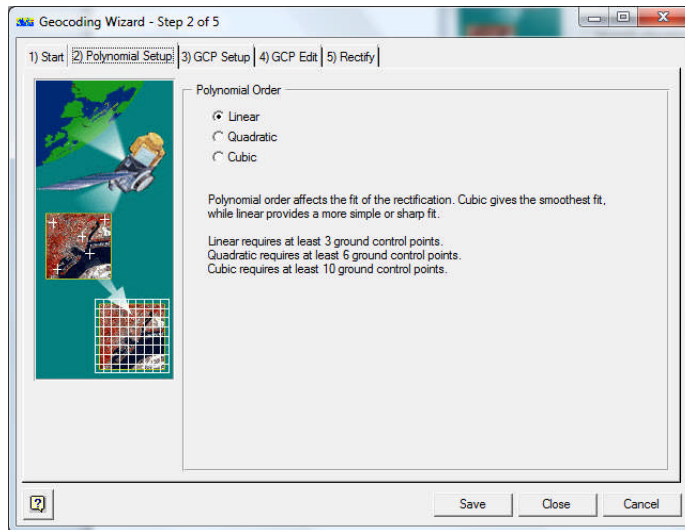 Geocoding Wizard - Step 2 of 5
1) Start 2) Polynomial Setup 3) GCP Setup 4) GCP Edit 5) Rectify
Polynomial Order
Linear
Quadratic
Cubic
Polynomial order affects the fit of the rectification. Cubic gives the smoothest fit,
while linear provides a more simple or sharp fit.
Linear requires at least 3 ground control points.
Quadratic requires at least 6 ground control points.
Cubic requires at least 10 ground control points.
Save Close Cancel